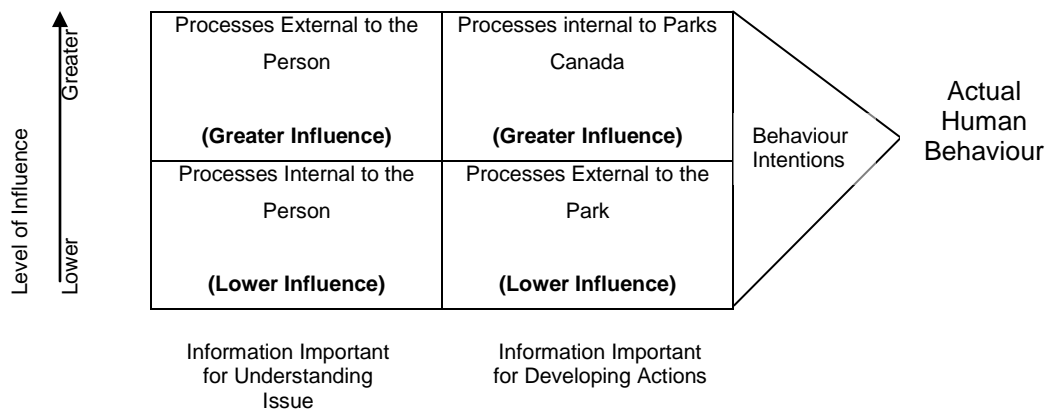 Level of Influence
Greater
Lower
Processes External to the
Person
(Greater Influence)
Processes internal to Parks
Canada
(Greater Influence)
Processes Internal to the
Person
(Lower Influence)
Processes External to the
Park
(Lower Influence)
Behaviour
Intentions
Actual
Human
Behaviour
Information Important
for Understanding
Issue
Information Important
for Developing Actions